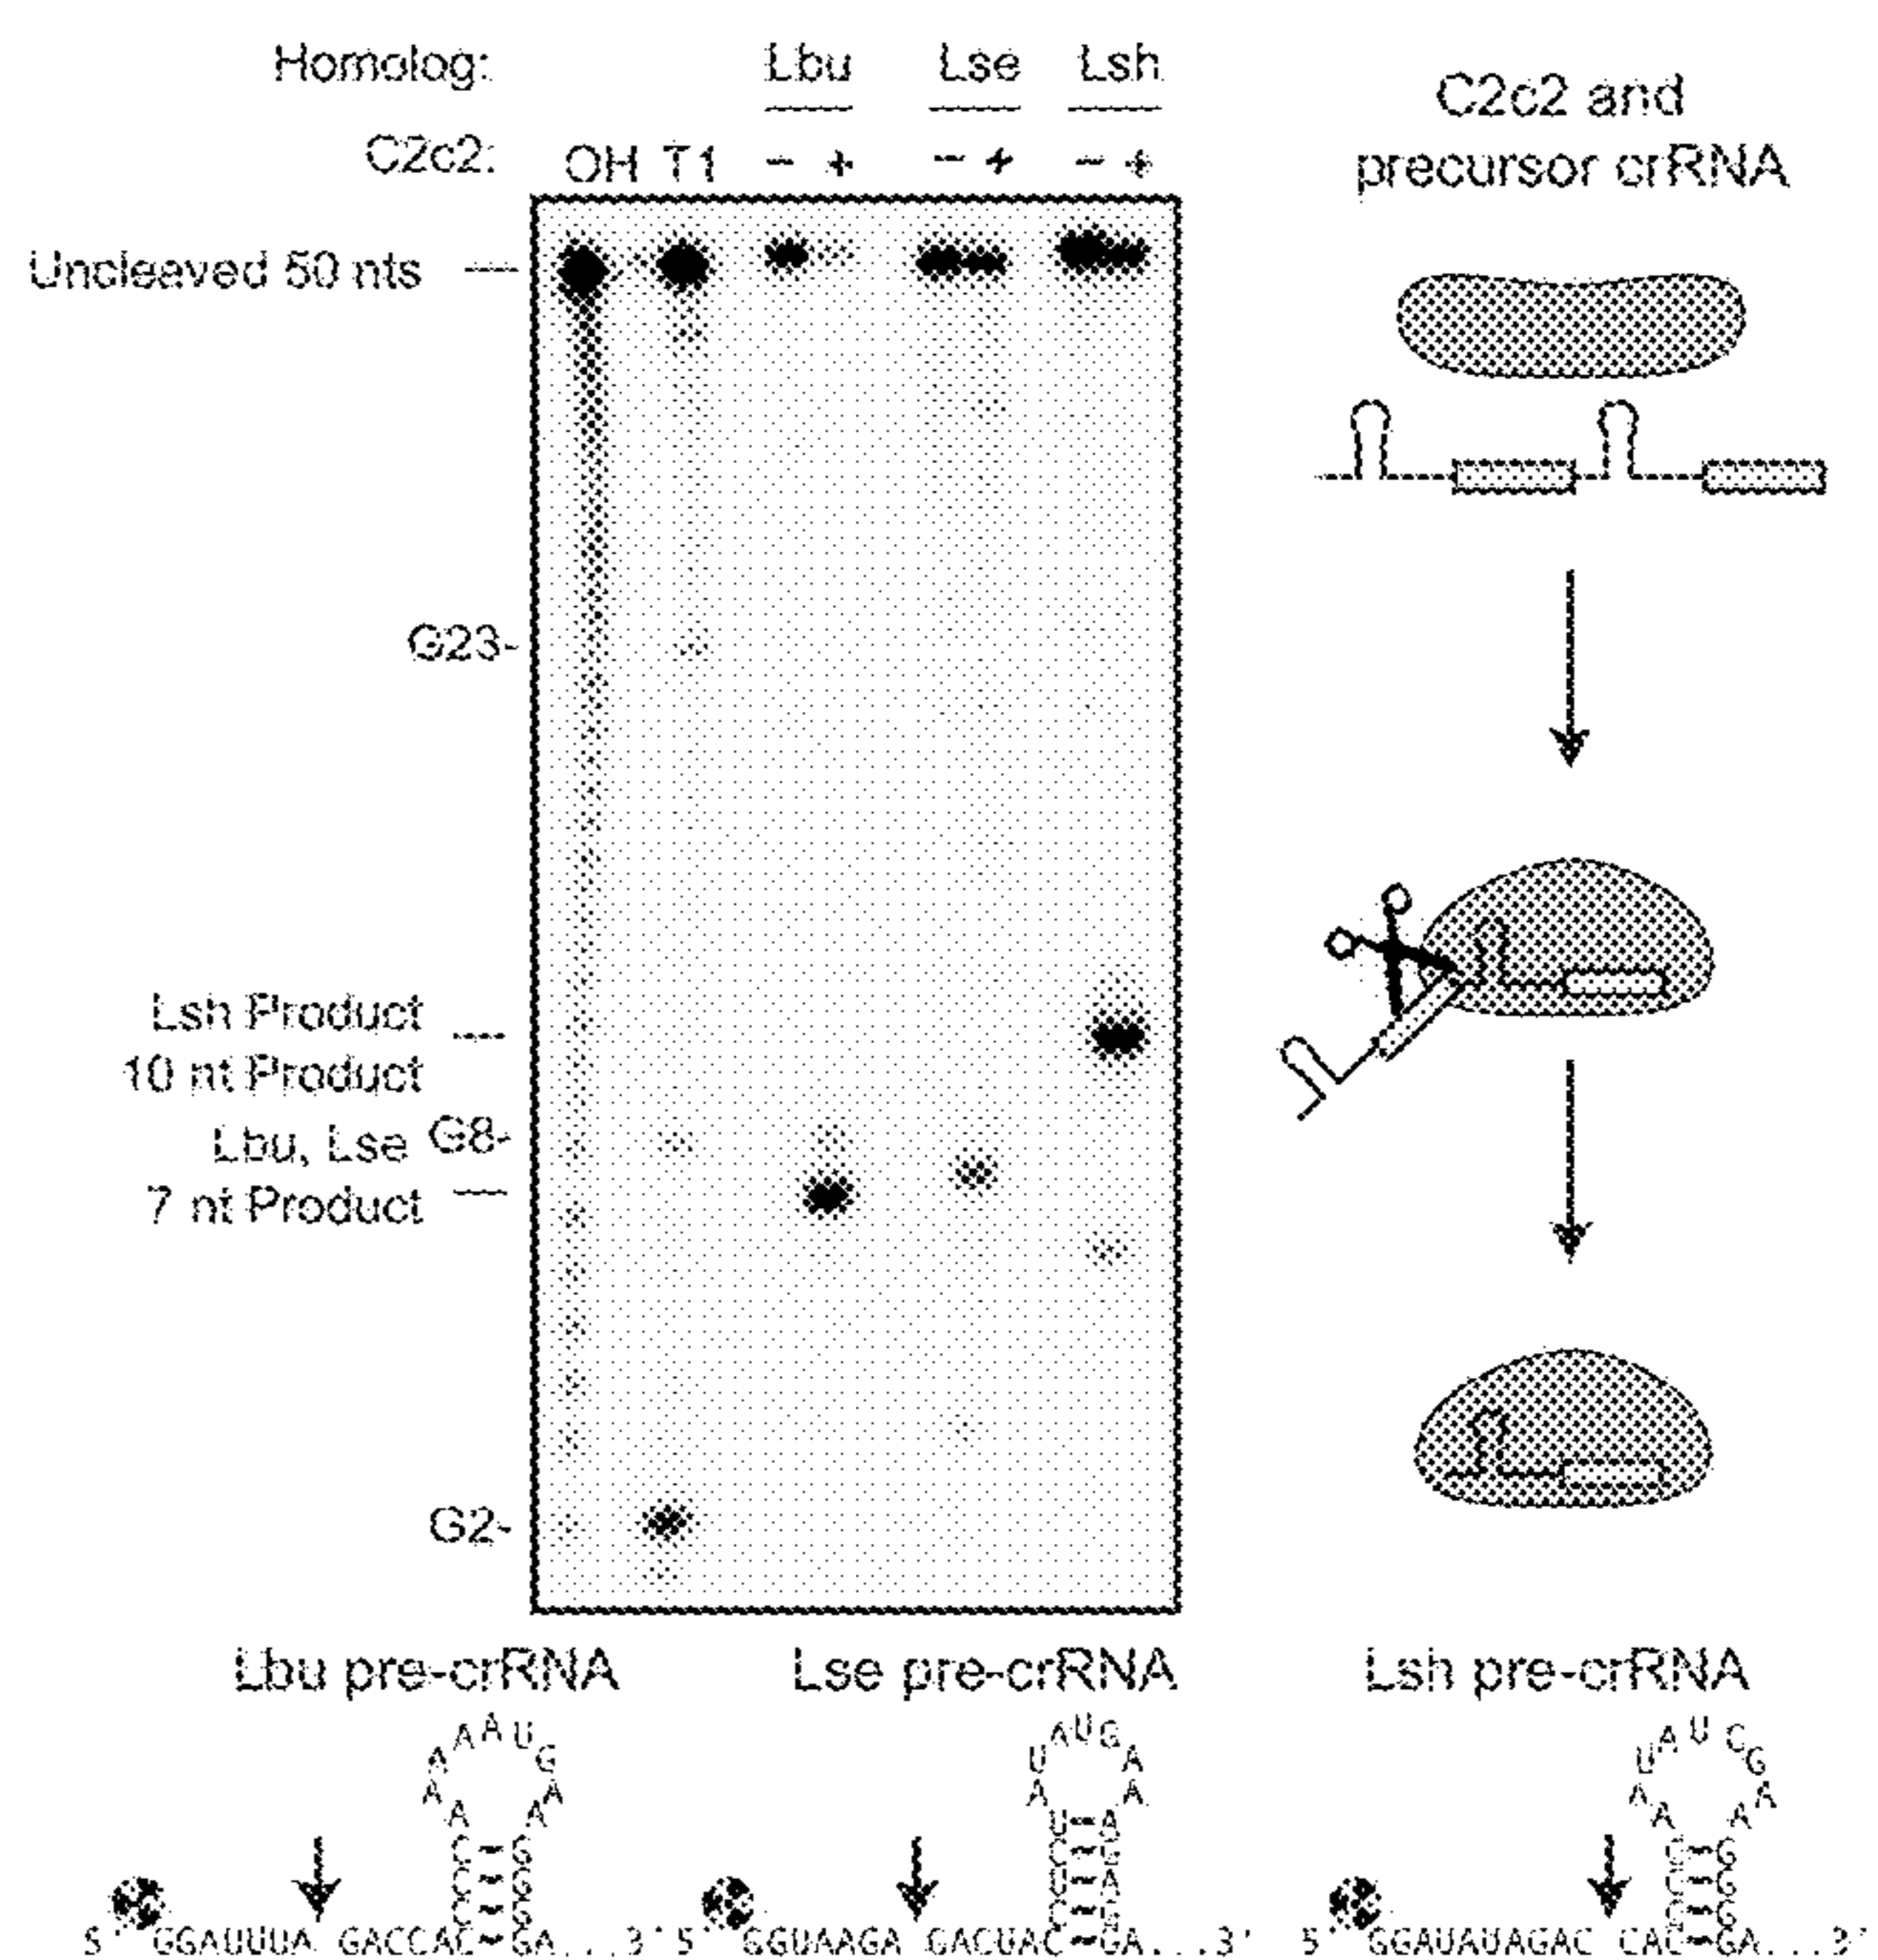 Homolog: Lbu Lse Lsh
C2c2: OH T1 - + - + - +
C2c2 and
precursor crRNA
Uncleaved 50 nts
G23-
Lsh Product
10 nt Product
G8-
Lbu, Lse
7 nt Product
G2-
Lbu pre-crRNA Lse pre-crRNA Lsh pre-crRNA
5' GGAUUUA GACCAC GA...3'
5' GGUAAGA GACUAC GA...3'
5' GGAUAUAGAC CAC GA...3'